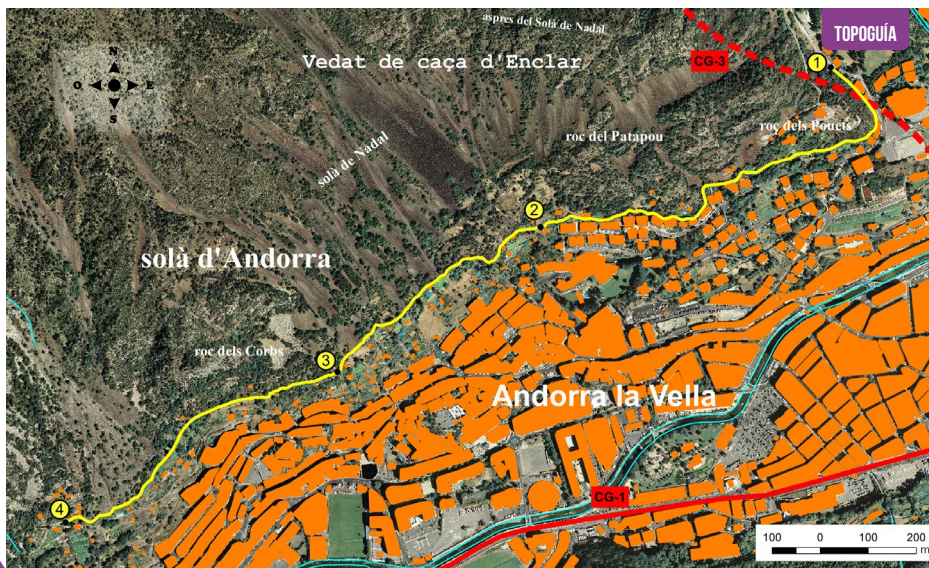 aspres del Solà de Nadal
TOPOGUÍA
N
O E
S
Vedat de caça d'Enclar
CG-3
1
roc dels Pouets
roc del Patapou
solà de Nadal
2
solà d'Andorra
roc dels Corbs
3
Andorra la Vella
CG-1
4
100 0 100 200
m